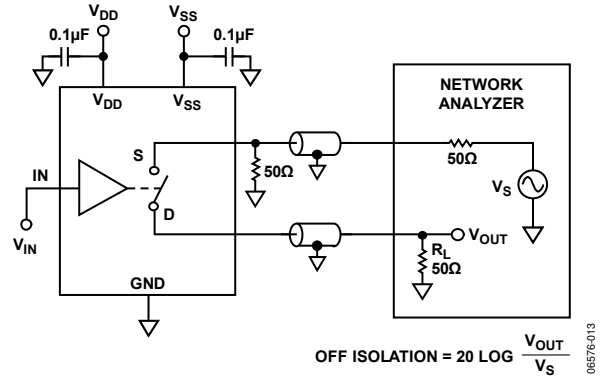 VDD
VSS
0.1µF
0.1µF
VDD
VSS
NETWORK
ANALYZER
IN
S
50Ω
50Ω
VS
D
VIN
VOUT
RL
50Ω
GND
OFF ISOLATION = 20 LOG VOUT
VS
06576-013